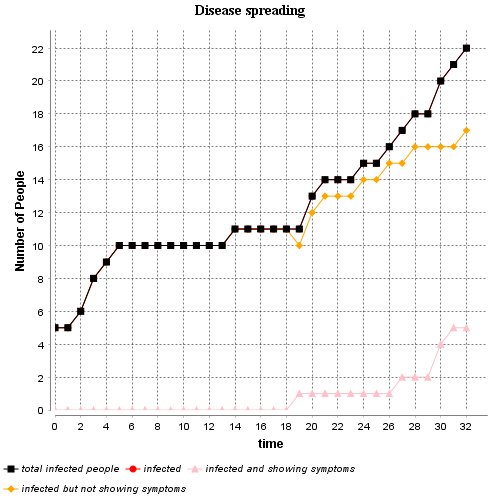 Disease spreading
Number of People
22
20
18
16
14
12
10
8
6
4
2
0
0 2 4 6 8 10 12 14 16 18 20 22 24 26 28 30 32
time
total infected people infected infected and showing symptoms
infected but not showing symptoms